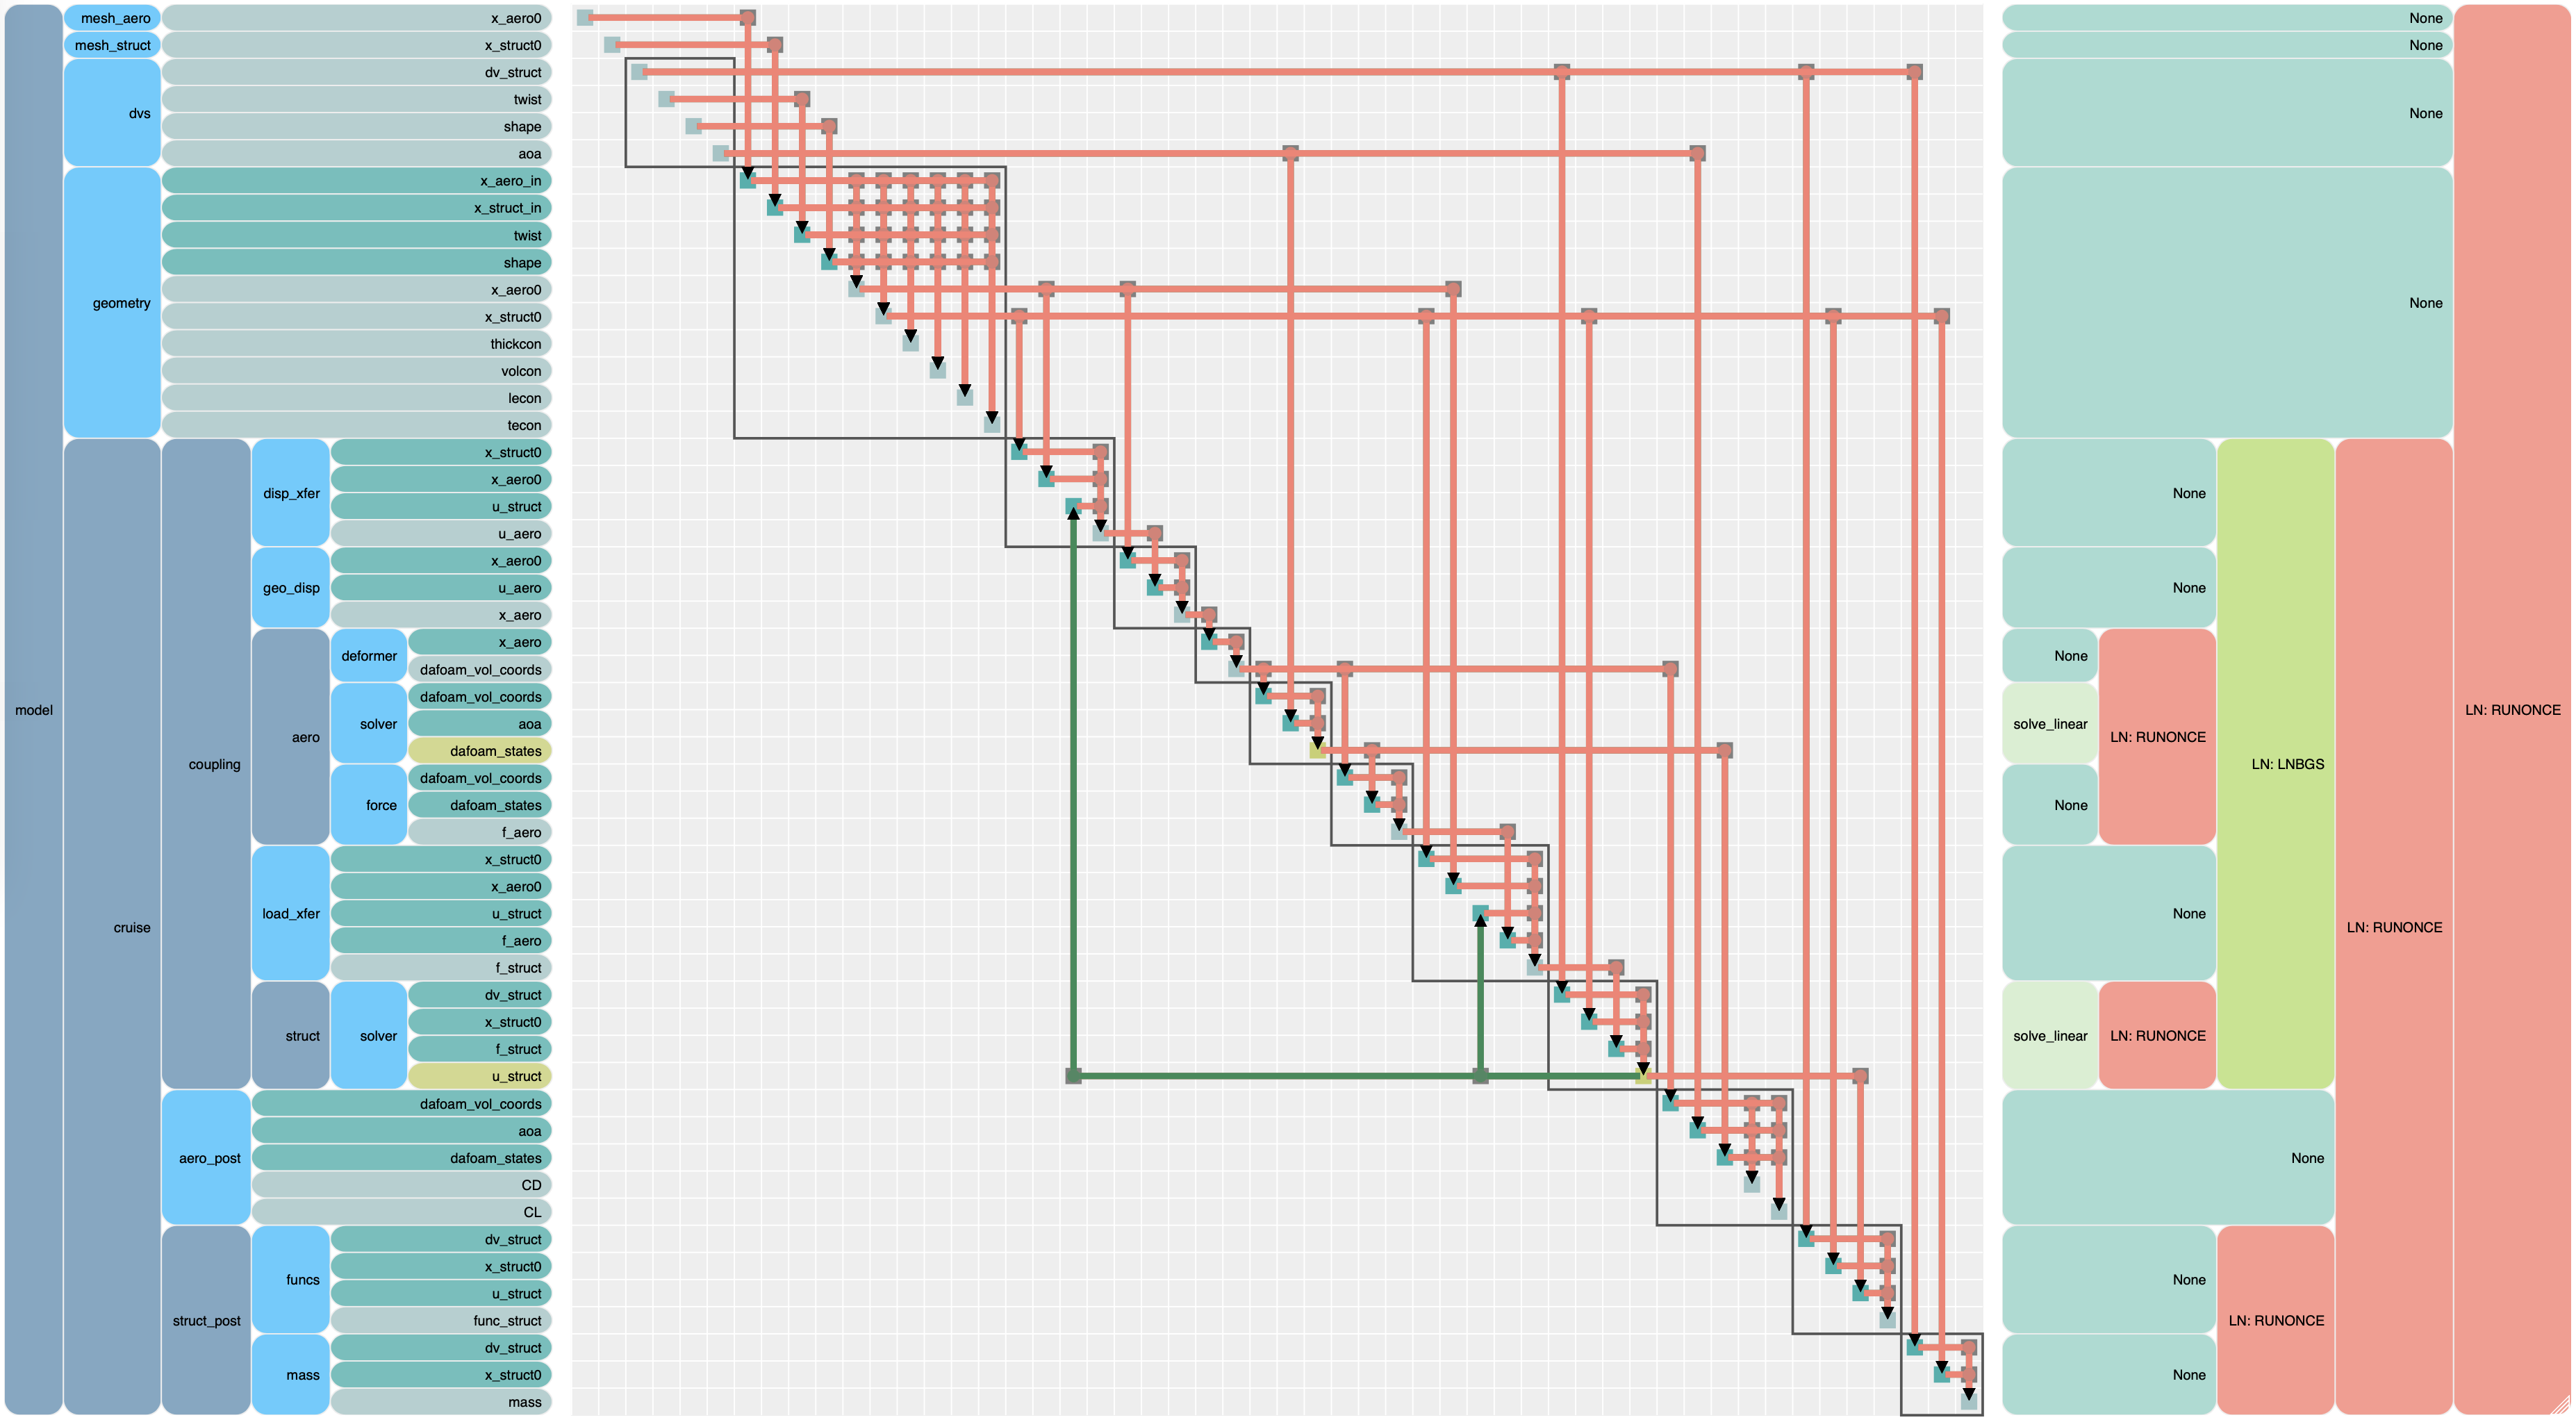 model
mesh_aero
x_aero0
mesh_struct
x_struct0
dvs
dv_struct
twist
shape
aoa
geometry
x_aero_in
x_struct_in
twist
shape
x_aero0
x_struct0
thickcon
volcon
lecon
tecon
cruise
coupling
disp_xfer
x_struct0
x_aero0
u_struct
u_aero
geo_disp
x_aero0
u_aero
x_aero
aero
deformer
x_aero
dafoam_vol_coords
solver
dafoam_vol_coords
aoa
dafoam_states
force
dafoam_vol_coords
dafoam_states
f_aero
load_xfer
x_struct0
x_aero0
u_struct
f_aero
f_struct
struct
solver
dv_struct
x_struct0
f_struct
u_struct
aero_post
dafoam_vol_coords
aoa
dafoam_states
CD
CL
struct_post
funcs
dv_struct
x_struct0
u_struct
func_struct
mass
dv_struct
x_struct0
mass
None
None
None
None
None
None
None
solve_linear
None
LN: RUNONCE
None
solve_linear
LN: RUNONCE
LN: LNBGS
None
None
None
LN: RUNONCE
LN: RUNONCE
LN: RUNONCE